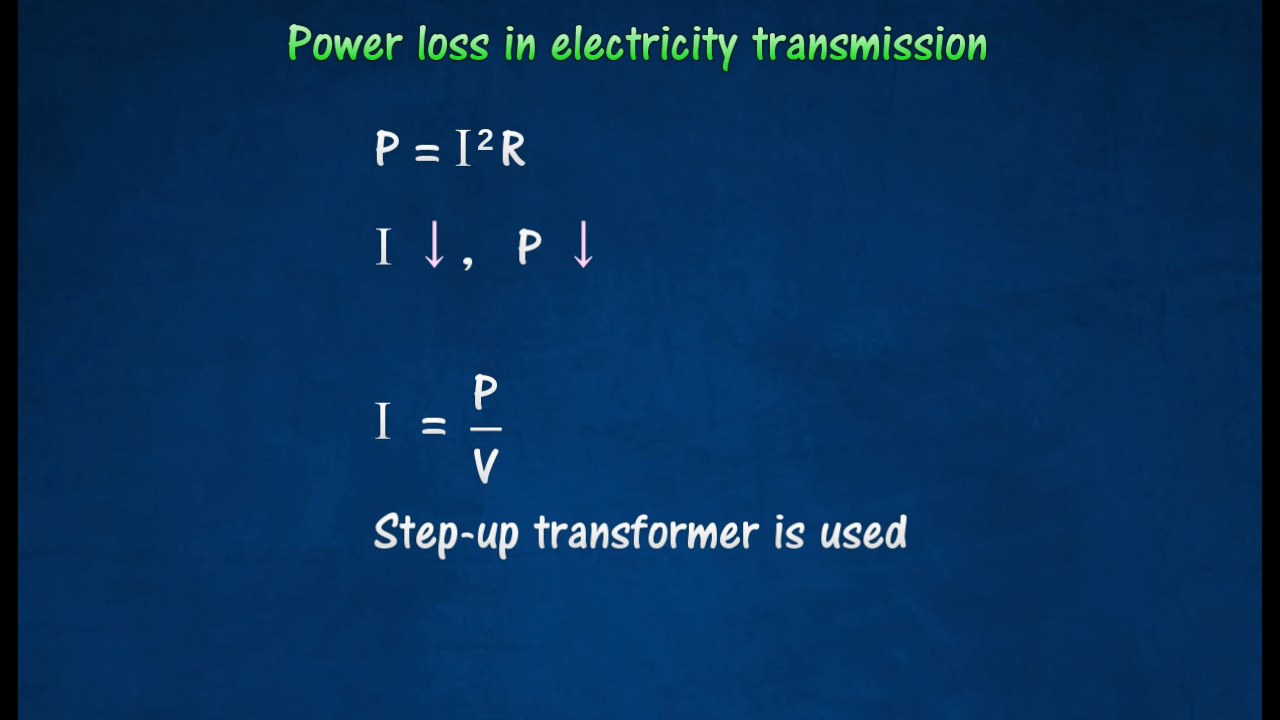 Power loss in electricity transmission
P = I²R
I ↓, P ↓
I = P/V
Step-up transformer is used